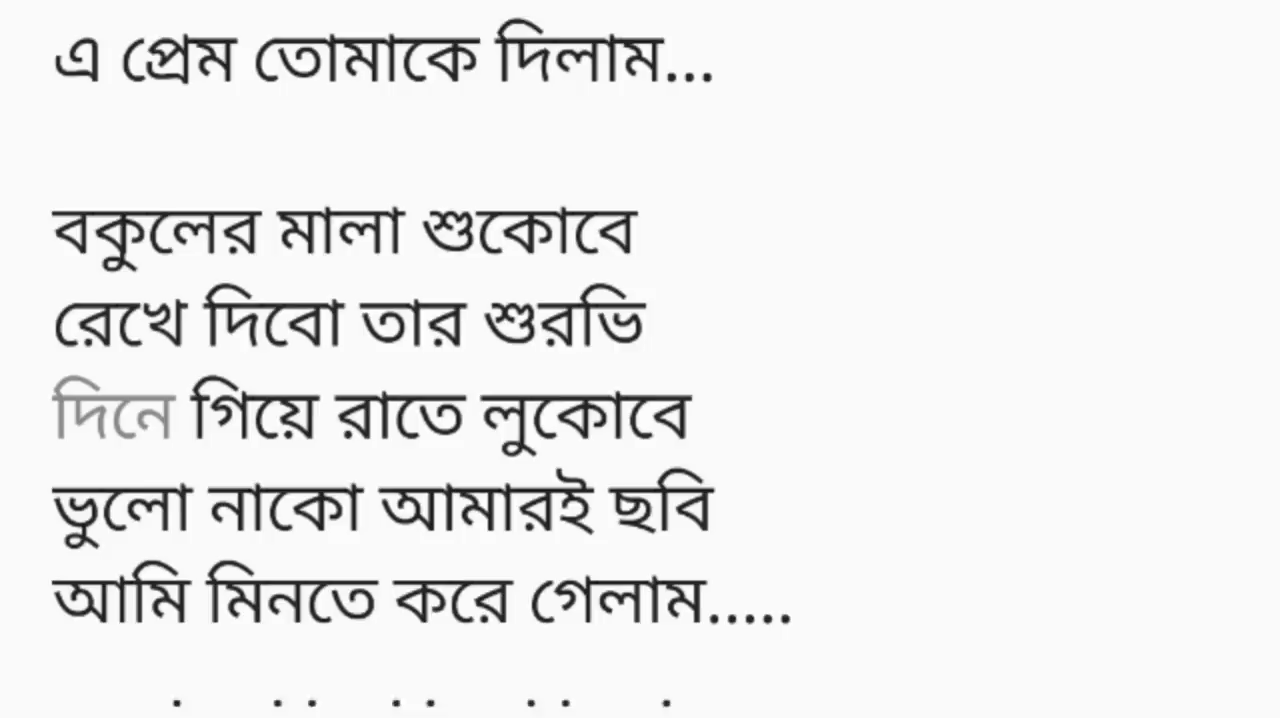 এ প্রেম তোমাকে দিলাম...
বকুলের মালা শুকোবে
রেখে দিবো তার শুরভি
দিনে গিয়ে রাতে লুকোবে
ভুলো নাকো আমারই ছবি
আমি মিনতে করে গেলাম.....